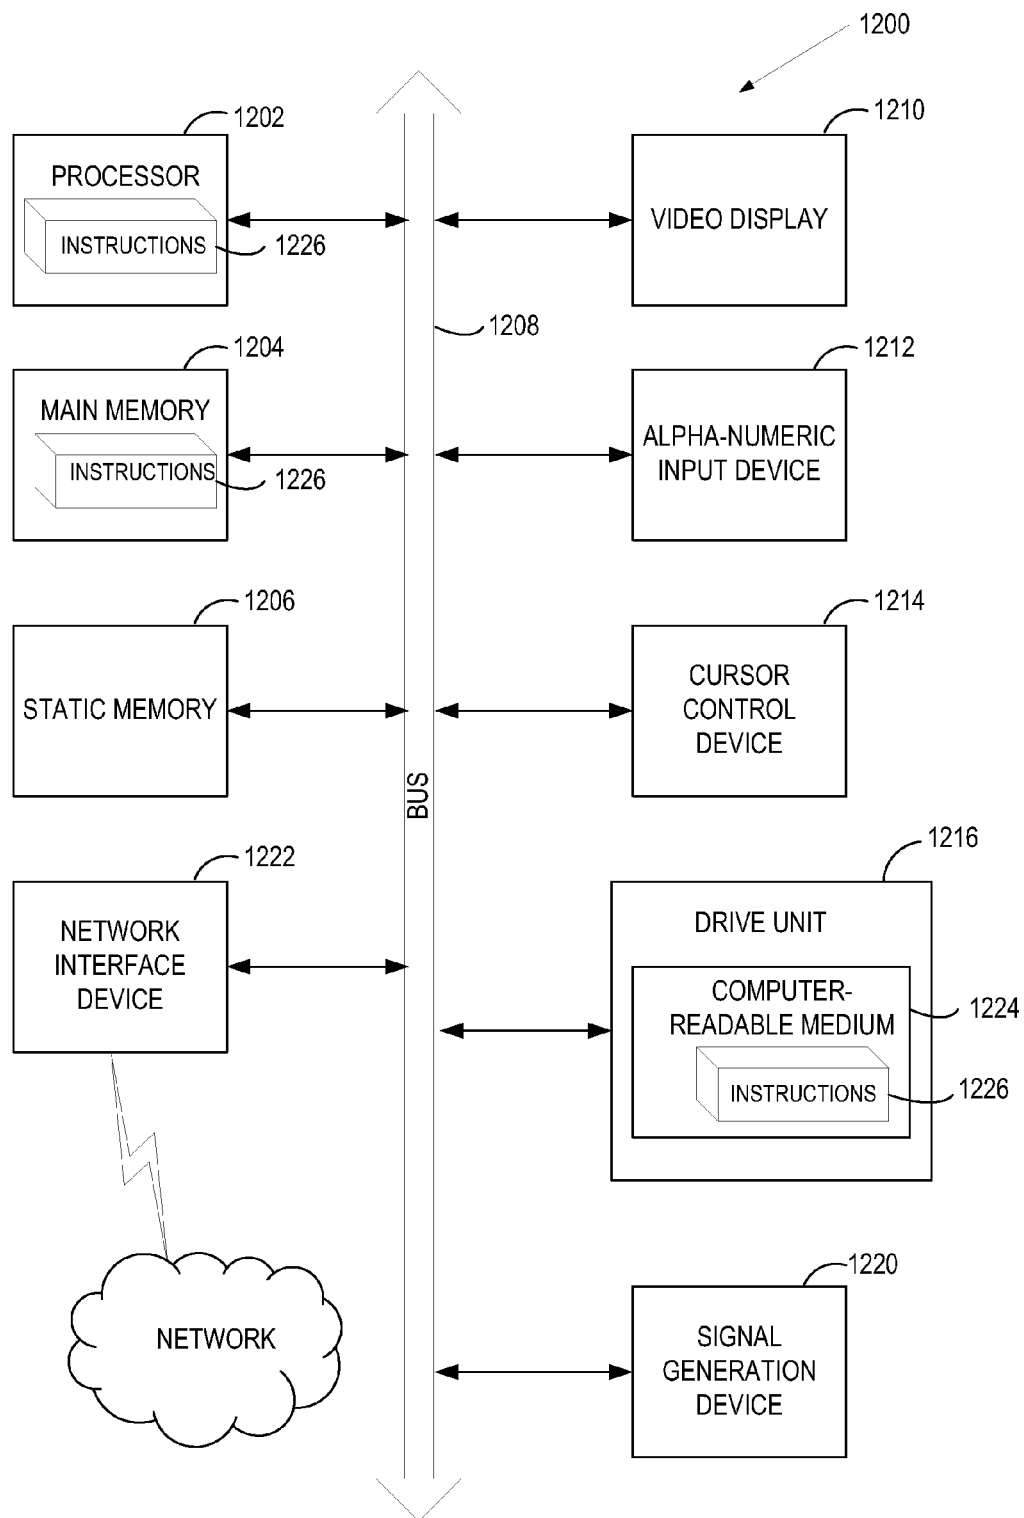 1200
1202
PROCESSOR
INSTRUCTIONS
1226
1210
VIDEO DISPLAY
1208
1204
MAIN MEMORY
INSTRUCTIONS
1226
1212
ALPHA-NUMERIC
INPUT DEVICE
1206
STATIC MEMORY
1214
CURSOR
CONTROL
DEVICE
BUS
1222
NETWORK
INTERFACE
DEVICE
1216
DRIVE UNIT
COMPUTER-
READABLE MEDIUM
1224
INSTRUCTIONS
1226
NETWORK
1220
SIGNAL
GENERATION
DEVICE